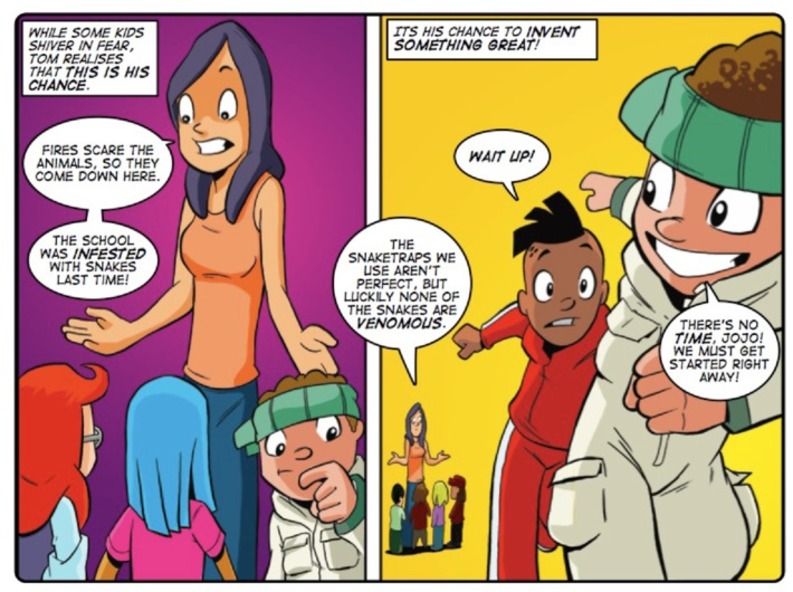 WHILE SOME KIDS
SHIVER IN FEAR,
TOM REALISES
THAT THIS IS HIS
CHANCE.
FIRES SCARE THE
ANIMALS, SO THEY
COME DOWN HERE.
THE SCHOOL
WAS INFESTED
WITH SNAKES
LAST TIME!
ITS HIS CHANCE TO INVENT
SOMETHING GREAT!
WAIT UP!
THE
SNAKETRAPS WE
USE AREN'T
PERFECT, BUT
LUCKILY NONE OF
THE SNAKES ARE
VENOMOUS.
THERE'S NO
TIME, JOJO!
WE MUST GET
STARTED RIGHT
AWAY!